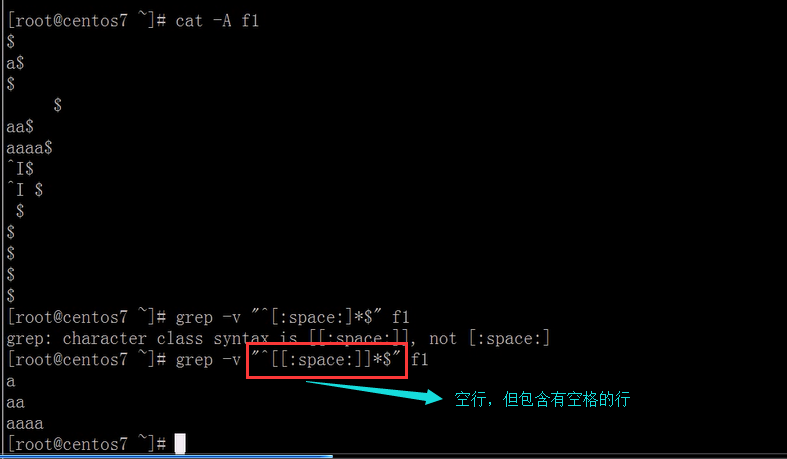 [root@centos7 ~]# cat -A f1
$
a$
$
     $
aa$
aaaa$
^I$
^I $
 $
$
$
$
$
[root@centos7 ~]# grep -v "^[:space:]*$" f1
grep: character class syntax is [[:space:]], not [:space:]
[root@centos7 ~]# grep -v "^[[:space:]]*$" f1
a
空行，但包含有空格的行
aa
aaaa
[root@centos7 ~]#